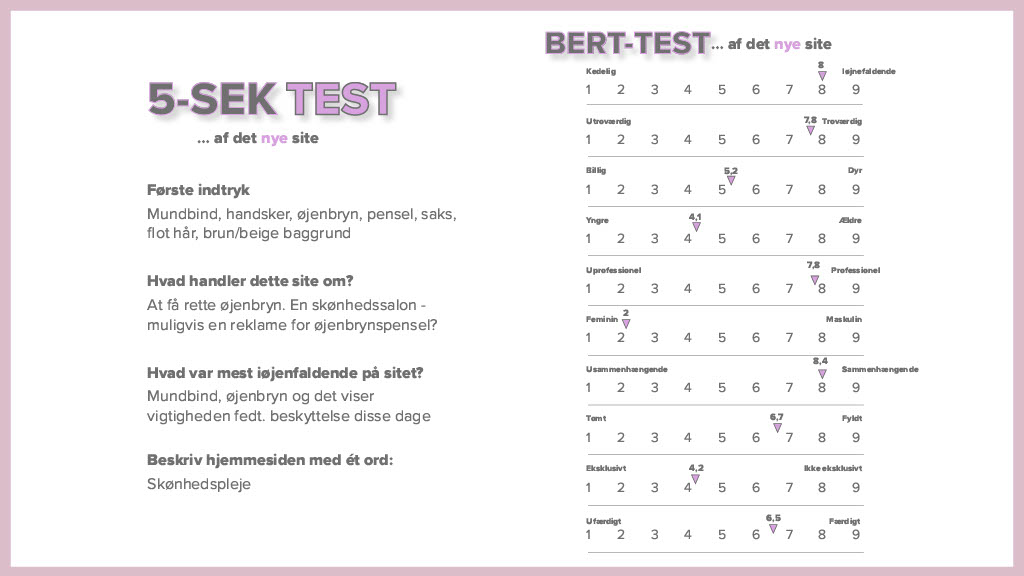 5-SEK TEST
... af det nye site
Første indtryk
Mundbind, handsker, øjenbryn, pensel, saks,
flot hår, brun/beige baggrund
Hvad handler dette site om?
At få rette øjenbryn. En skønhedssalon -
muligvis en reklame for øjenbrynspensel?
Hvad var mest iøjenfaldende på sitet?
Mundbind, øjenbryn og det viser
vigtigheden fedt. beskyttelse disse dage
Beskriv hjemmesiden med ét ord:
Skønhedspleje
BERT-TEST... af det nye site
8
Kedelig Iøjnefaldende
1 2 3 4 5 6 7 8 9
7,8
Utroværdig Troværdig
1 2 3 4 5 6 7 8 9
5,2
Billig Dyr
1 2 3 4 5 6 7 8 9
4,1
Yngre Ældre
1 2 3 4 5 6 7 8 9
7,8
Uprofessionel Professionel
1 2 3 4 5 6 7 8 9
2
Feminin Maskulin
1 2 3 4 5 6 7 8 9
8,4
Usammenhængende Sammenhængende
1 2 3 4 5 6 7 8 9
6,7
Tomt Fyldt
1 2 3 4 5 6 7 8 9
4,2
Eksklusivt Ikke eksklusivt
1 2 3 4 5 6 7 8 9
6,5
Ufærdigt Færdigt
1 2 3 4 5 6 7 8 9